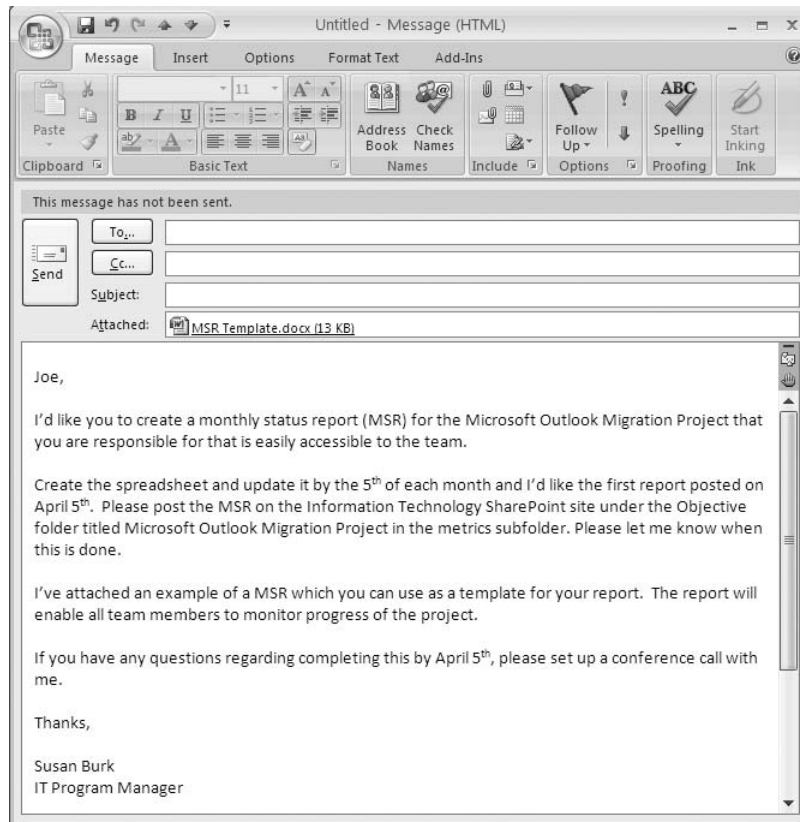 Untitled - Message (HTML)
Message Insert Options Format Text Add-Ins
11 A A
Paste B I U Address Book Check Names Follow Up ABC Spelling Start Inking
ab A Aa
Clipboard Basic Text Names Include Options Proofing Ink
This message has not been sent.
To...
Send
Cc...
Subject:
Attached: MSR Template.docx (13 KB)
Joe,
I'd like you to create a monthly status report (MSR) for the Microsoft Outlook Migration Project that
you are responsible for that is easily accessible to the team.
Create the spreadsheet and update it by the 5th of each month and I'd like the first report posted on
April 5th. Please post the MSR on the Information Technology SharePoint site under the Objective
folder titled Microsoft Outlook Migration Project in the metrics subfolder. Please let me know when
this is done.
I've attached an example of a MSR which you can use as a template for your report. The report will
enable all team members to monitor progress of the project.
If you have any questions regarding completing this by April 5th, please set up a conference call with
me.
Thanks,
Susan Burk
IT Program Manager